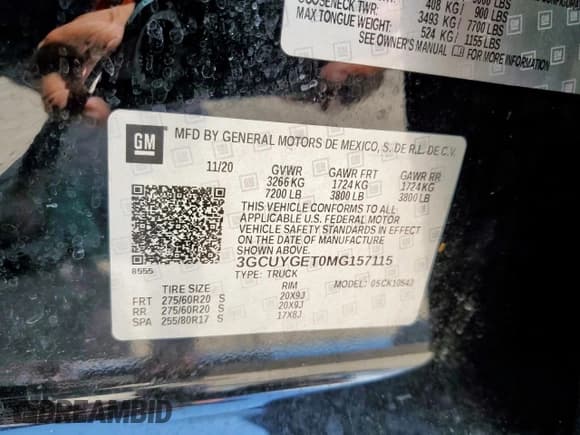 GOOSENECK TWR:
408 KG / 900 LBS
3493 KG / 7700 LBS
MAX TONGUE WEIGHT:
524 KG / 1155 LBS
SEE OWNER'S MANUAL FOR MORE INFORMATION
GM
MFD BY GENERAL MOTORS DE MEXICO, S. DE R.L. DE C.V.
11/20 GVWR GAWR FRT GAWR RR
3266 KG 1724 KG 1724 KG
7200 LB 3800 LB 3800 LB
THIS VEHICLE CONFORMS TO ALL
APPLICABLE U.S. FEDERAL MOTOR
VEHICLE SAFETY STANDARDS IN EFFECT
ON THE DATE OF MANUFACTURE SHOWN ABOVE.
8555 3GCUYGET0MG157115
TYPE: TRUCK MODEL: 05CK10543
TIRE SIZE RIM
FRT 275/60R20 S 20X9J
RR 275/60R20 S 20X9J
SPA 255/80R17 S 17X8J
DREAMBID